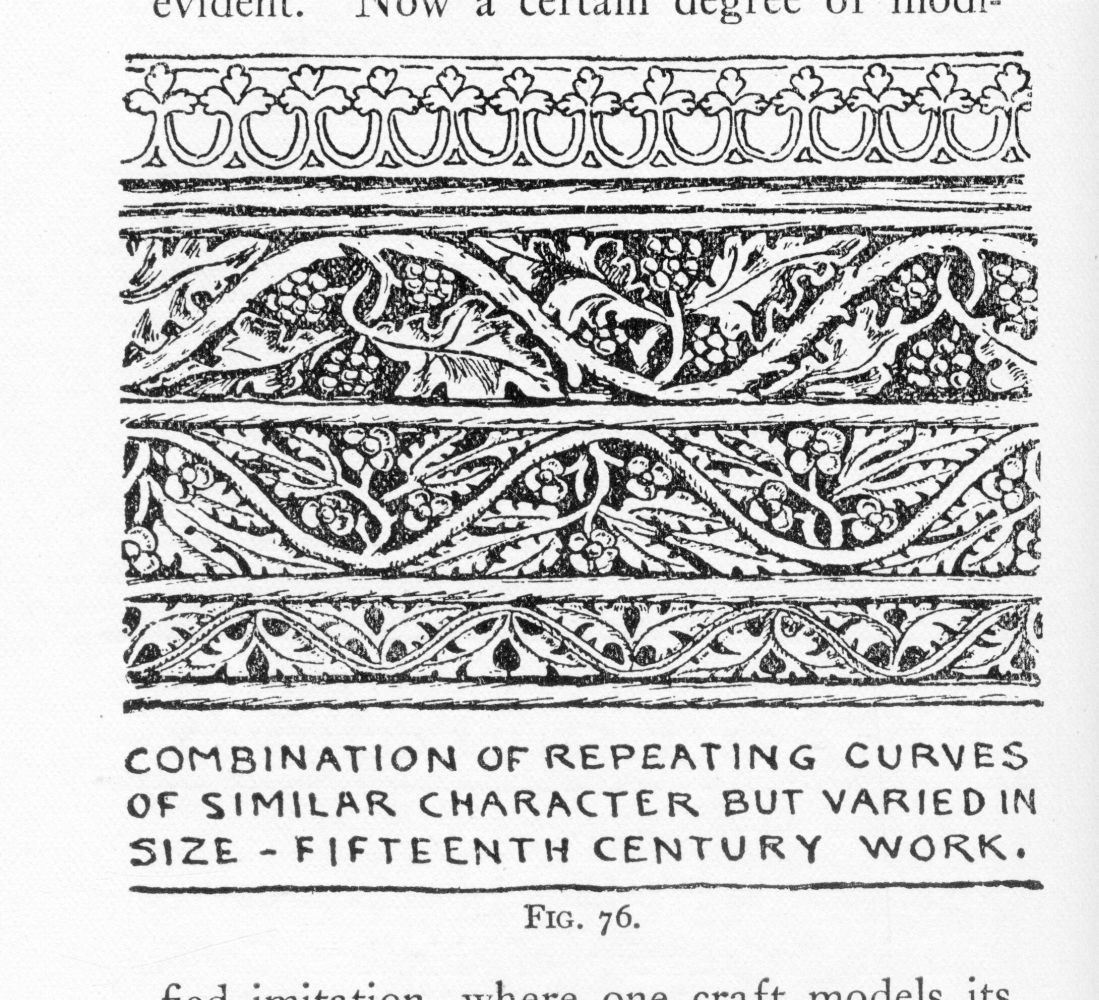 evident. Now a certain degree of modi-
COMBINATION OF REPEATING CURVES
OF SIMILAR CHARACTER BUT VARIED IN
SIZE - FIFTEENTH CENTURY WORK.
FIG. 76.
fied imitation, where one craft models its